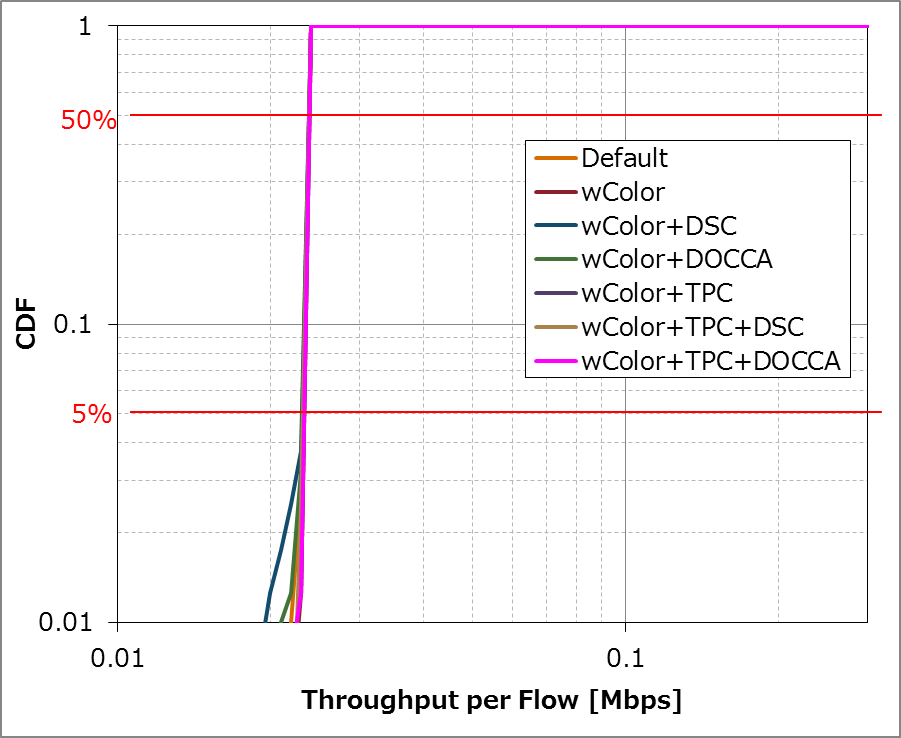 1
50%
Default
wColor
wColor+DSC
wColor+DOCCA
wColor+TPC
wColor+TPC+DSC
wColor+TPC+DOCCA
CDF
0.1
5%
0.01
0.01
0.1
Throughput per Flow [Mbps]